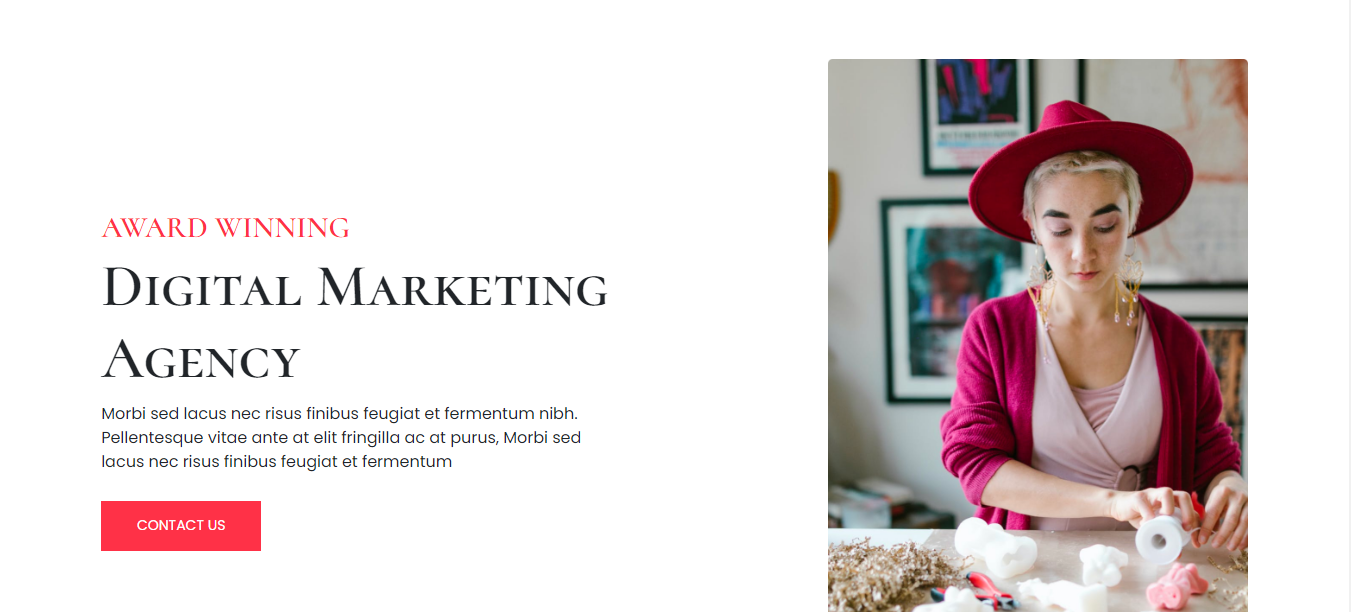 AWARD WINNING
Digital Marketing
Agency
Morbi sed lacus nec risus finibus feugiat et fermentum nibh.
Pellentesque vitae ante at elit fringilla ac at purus, Morbi sed
lacus nec risus finibus feugiat et fermentum
CONTACT US